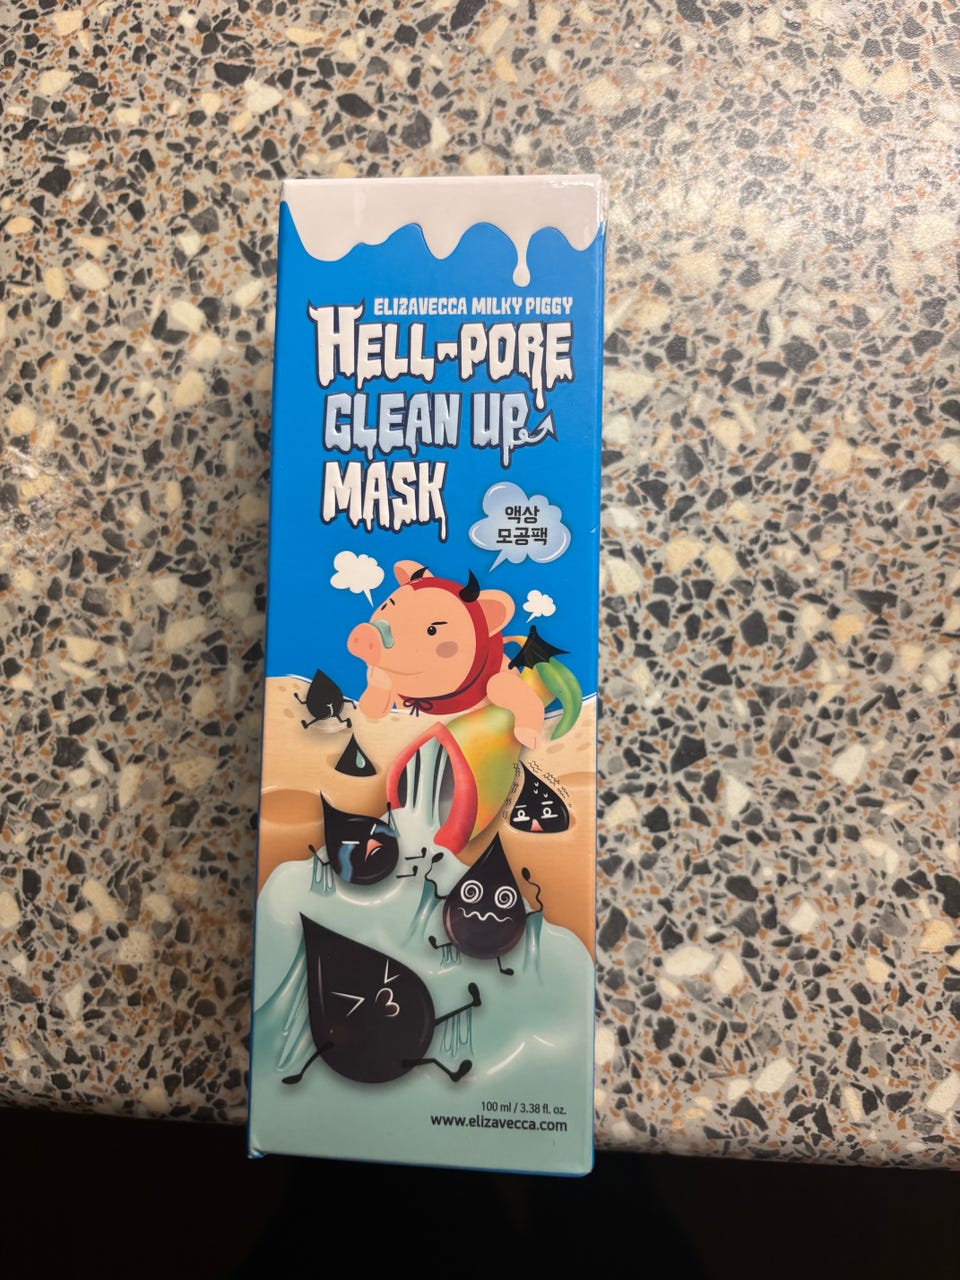 ELIZAVECCA MILKY PIGGY
HELL-PORE
CLEAN UP
MASK
액상
모공팩
100 ml / 3.38 fl. oz.
www.elizavecca.com